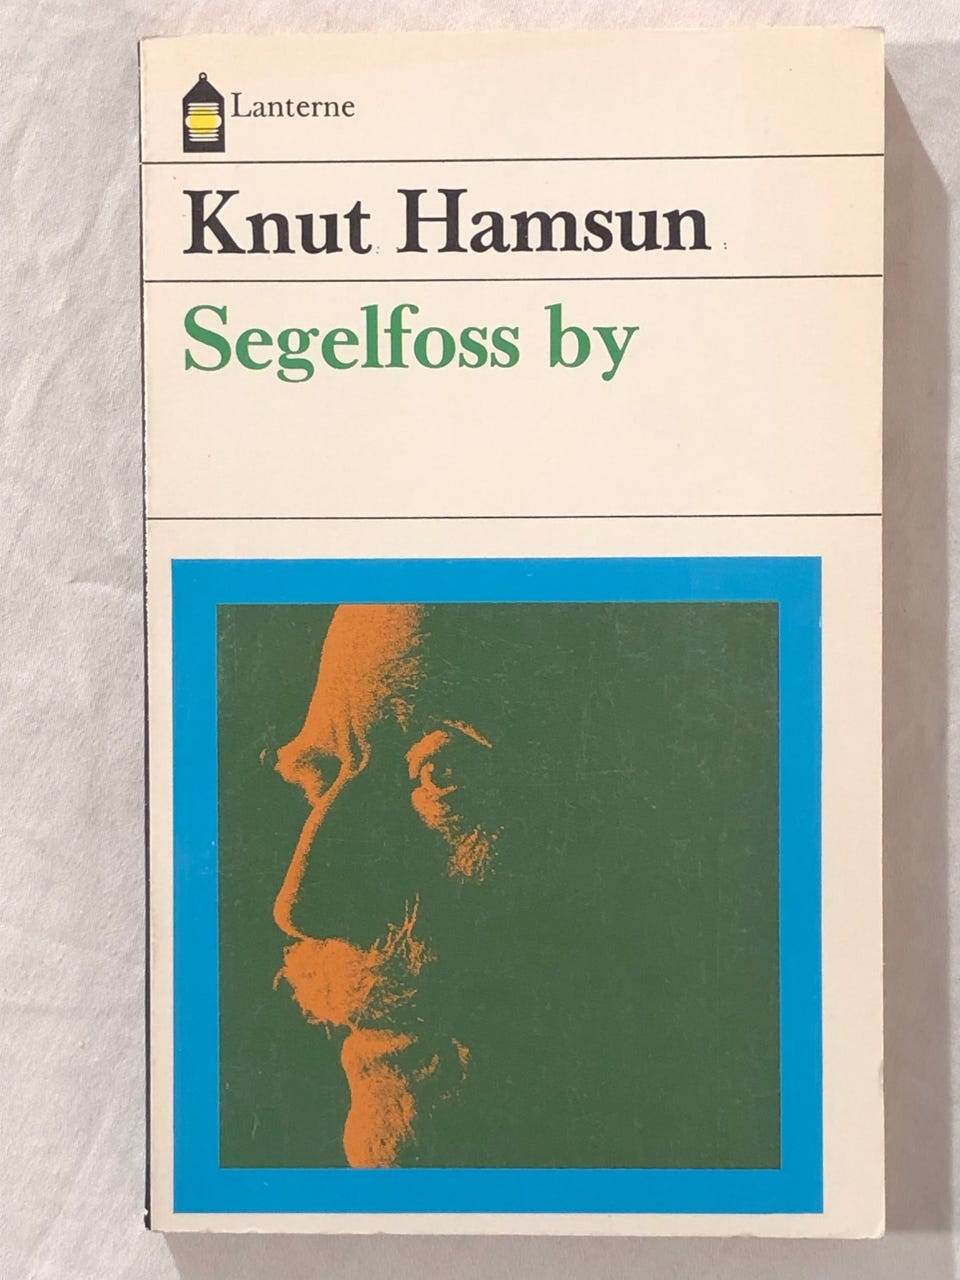 Lanterne
Knut Hamsun
Segelfoss by